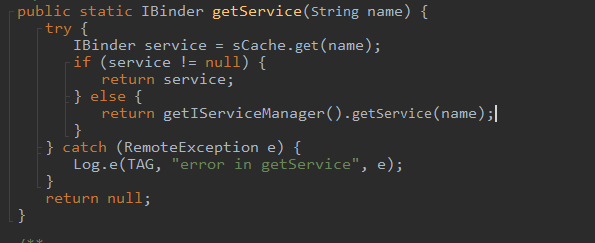 public static IBinder getService(String name) {
    try {
        IBinder service = sCache.get(name);
        if (service != null) {
            return service;
        } else {
            return getIServiceManager().getService(name);
        }
    } catch (RemoteException e) {
        Log.e(TAG, "error in getService", e);
    }
    return null;
}
/**